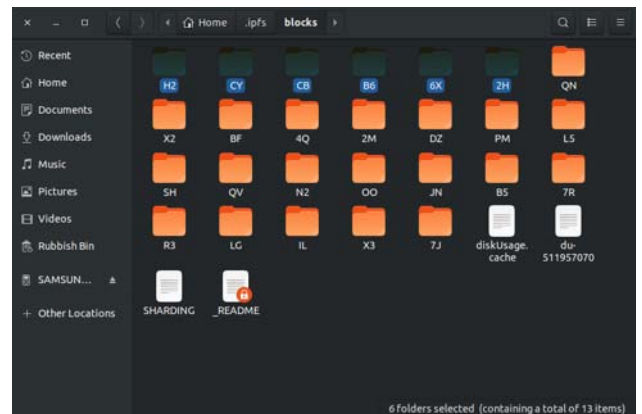 Home .ipfs blocks
Recent
Home
Documents
Downloads
Music
Pictures
Videos
Rubbish Bin
SAMSUN...
+ Other Locations
H2 CY CB B6 6X 2H QN
X2 BF 4Q 2M DZ PM L5
SH QV N2 OO JN B5 7R
R3 LG IL X3 7J diskUsage.cache du-511957070
SHARDING _README
6 folders selected (containing a total of 13 items)